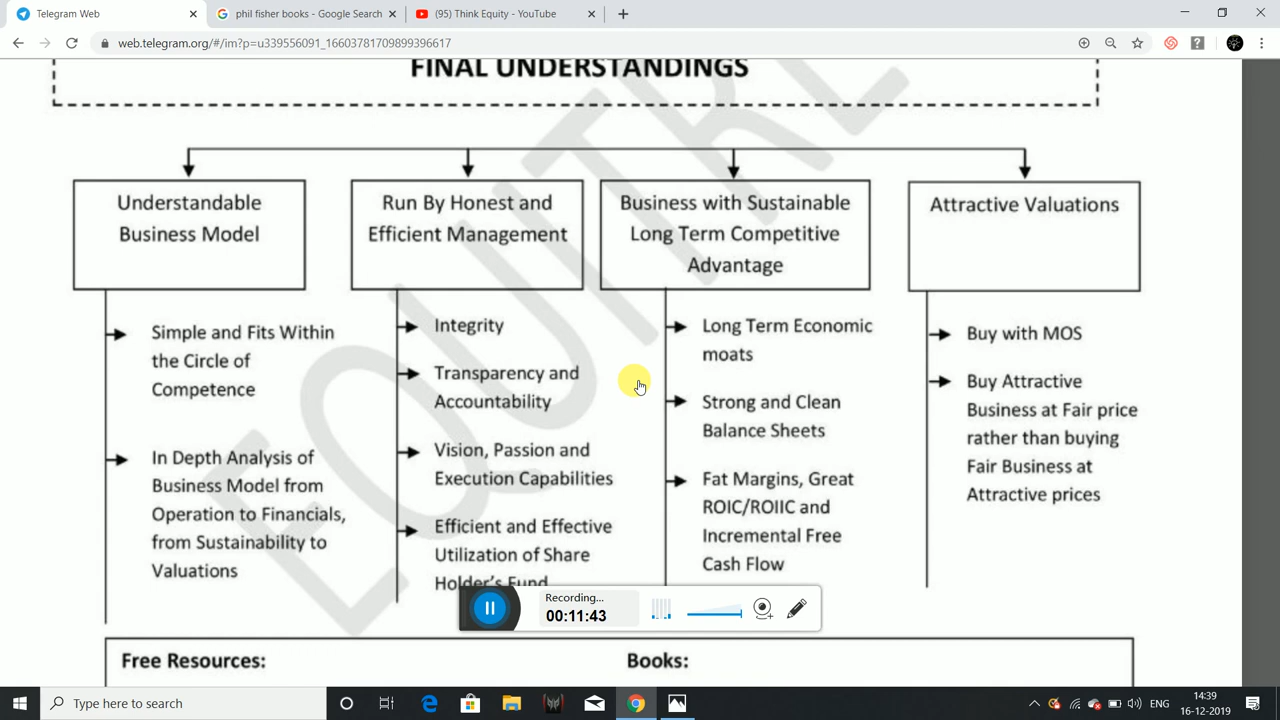 Telegram Web
phil fisher books - Google Search
(95) Think Equity - YouTube
web.telegram.org/#/im?p=u339556091_16603781709899396617
FINAL UNDERSTANDINGS
Understandable
Business Model
Simple and Fits Within
the Circle of
Competence
In Depth Analysis of
Business Model from
Operation to Financials,
from Sustainability to
Valuations
Run By Honest and
Efficient Management
Integrity
Transparency and
Accountability
Vision, Passion and
Execution Capabilities
Efficient and Effective
Utilization of Share
Holder's Fund
Business with Sustainable
Long Term Competitive
Advantage
Long Term Economic
moats
Strong and Clean
Balance Sheets
Fat Margins, Great
ROIC/ROIIC and
Incremental Free
Cash Flow
Attractive Valuations
Buy with MOS
Buy Attractive
Business at Fair price
rather than buying
Fair Business at
Attractive prices
Recording...
00:11:43
Free Resources:
Books:
Type here to search
ENG
14:39
16-12-2019